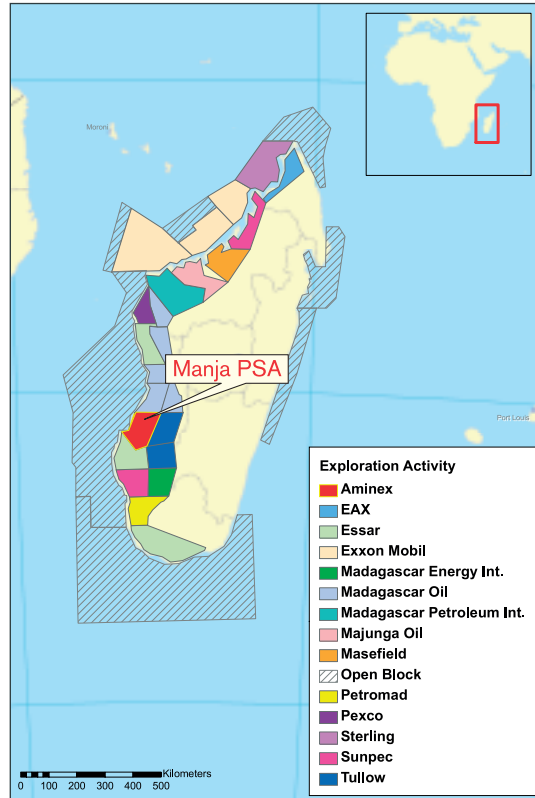 Moroni
Manja PSA
Port Louis
Exploration Activity
Aminex
EAX
Essar
Exxon Mobil
Madagascar Energy Int.
Madagascar Oil
Madagascar Petroleum Int.
Majunga Oil
Masefield
Open Block
Petromad
Pexco
Sterling
Sunpec
Tullow
Kilometers
0 100 200 300 400 500